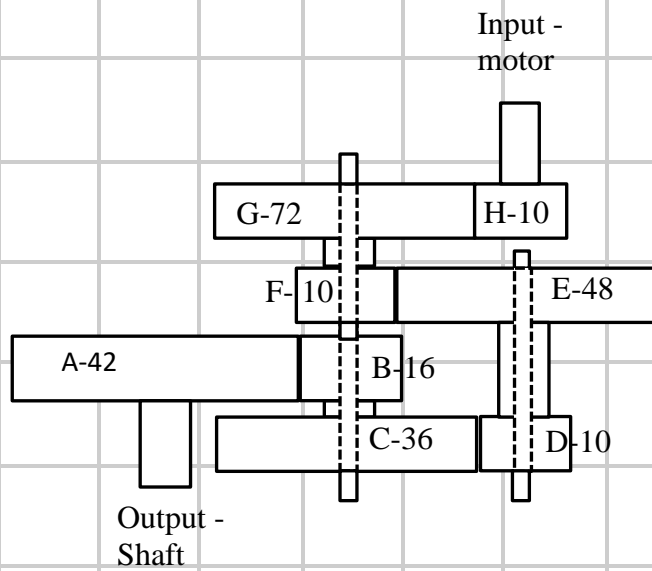 Input -
motor
G-72
H-10
F- 10
E-48
A-42
B-16
C-36
D-10
Output -
Shaft